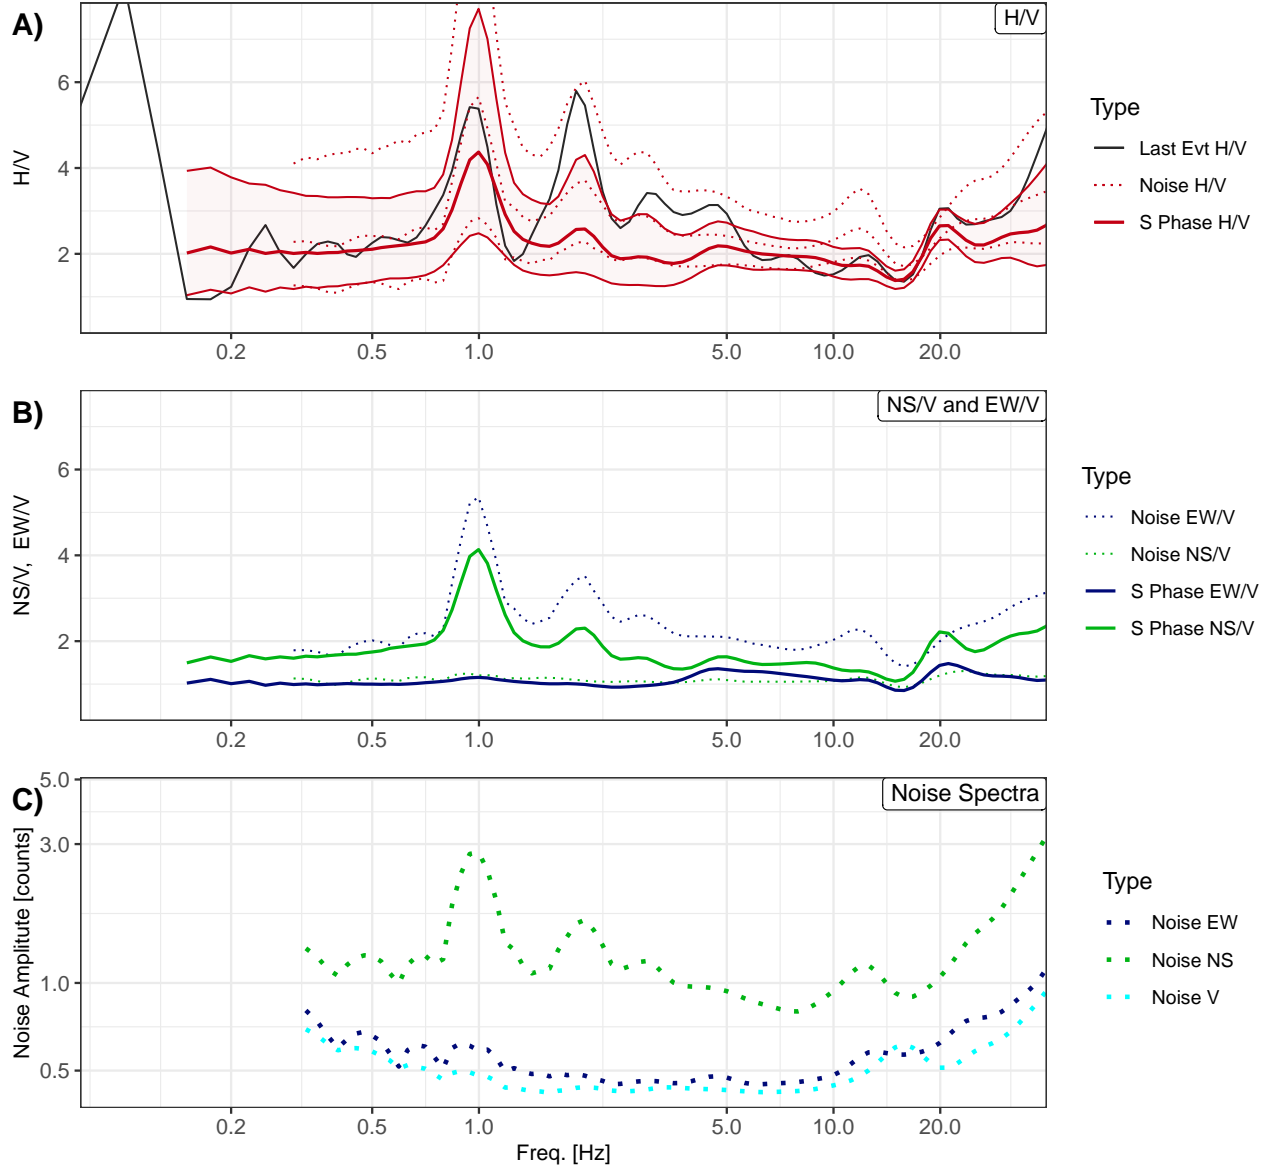 A)
H/V
6
4
2
H/V
0.2 0.5 1.0 5.0 10.0 20.0
Type
Last Evt H/V
Noise H/V
S Phase H/V
B)
NS/V and EW/V
6
4
2
NS/V, EW/V
0.2 0.5 1.0 5.0 10.0 20.0
Type
Noise EW/V
Noise NS/V
S Phase EW/V
S Phase NS/V
C)
Noise Spectra
5.0
3.0
1.0
0.5
Noise Amplitute [counts]
0.2 0.5 1.0 5.0 10.0 20.0
Freq. [Hz]
Type
Noise EW
Noise NS
Noise V